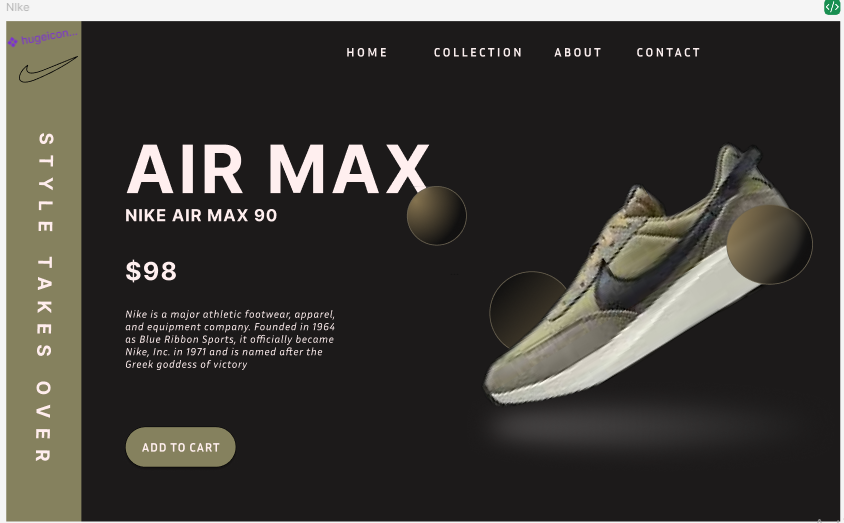 Nike
hugeicon...
HOME COLLECTION ABOUT CONTACT
STYLE TAKES OVER
AIR MAX
NIKE AIR MAX 90
$98
Nike is a major athletic footwear, apparel,
and equipment company. Founded in 1964
as Blue Ribbon Sports, it officially became
Nike, Inc. in 1971 and is named after the
Greek goddess of victory
ADD TO CART